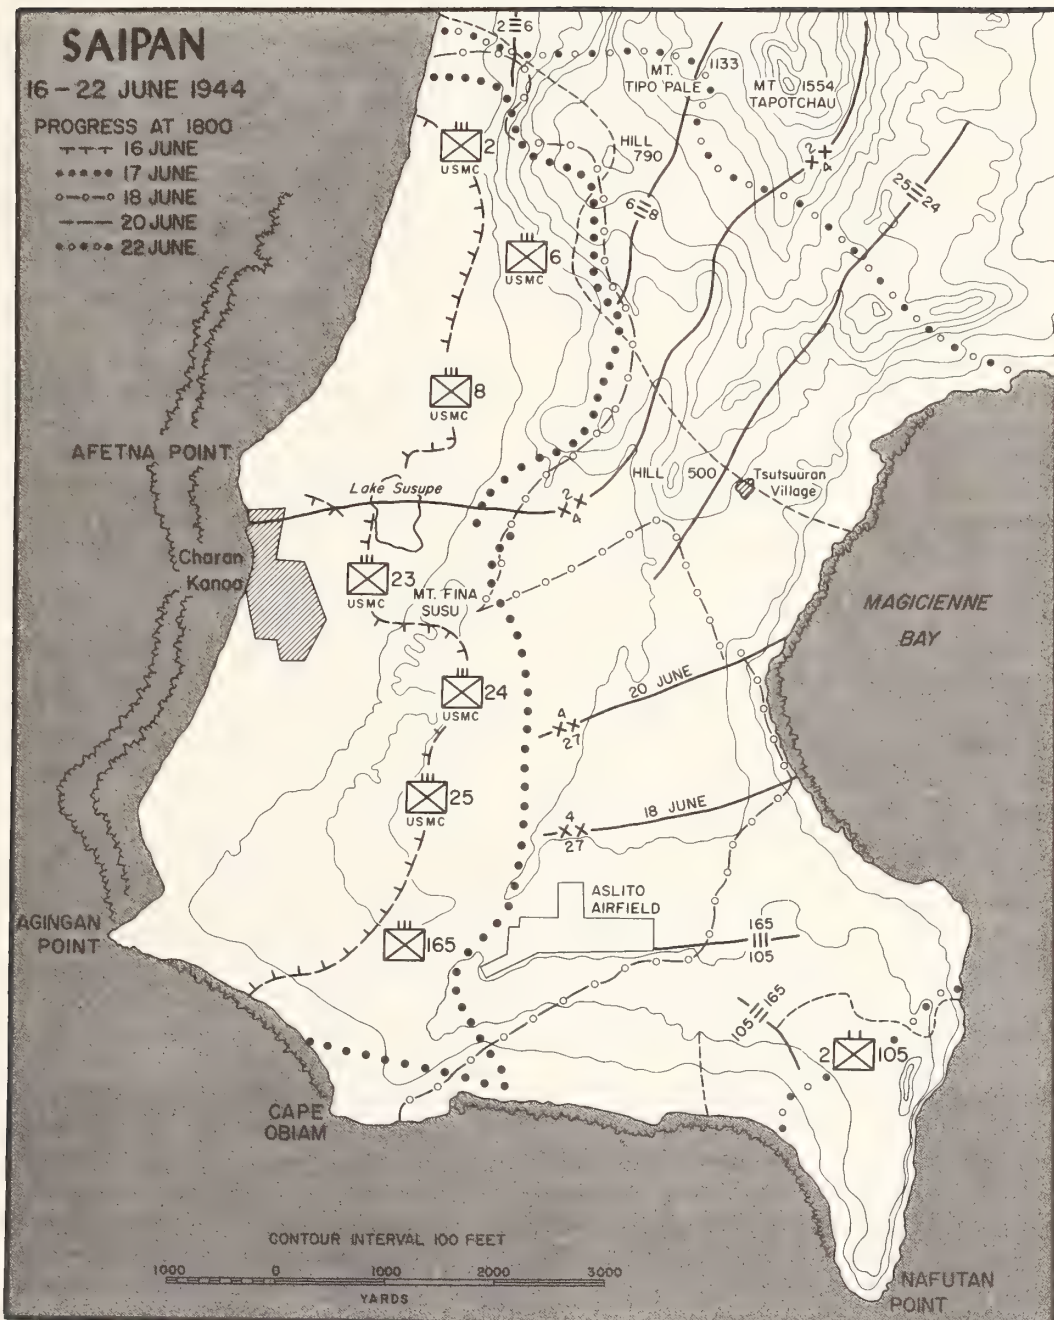 SAIPAN
16-22 JUNE 1944
PROGRESS AT 1800
16 JUNE
17 JUNE
18 JUNE
20 JUNE
22 JUNE
2 6
MT.
TIPO PALE
1133
MT
TAPOTCHAU
1554
2
USMC
HILL
790
2
4
25
24
6
USMC
6 8
8
USMC
AFETNA POINT
Lake Susupe
HILL 500
Tsutsuuran
Village
2
4
Charan
Kanoa
23
USMC
MT. FINA
SUSU
MAGICIENNE
BAY
24
USMC
20 JUNE
4
27
25
USMC
18 JUNE
4
27
ASLITO
AIRFIELD
AGINGAN
POINT
165
165
105
105
165
2
105
CAPE
OBIAM
CONTOUR INTERVAL 100 FEET
1000 0 1000 2000 3000
YARDS
NAFUTAN
POINT